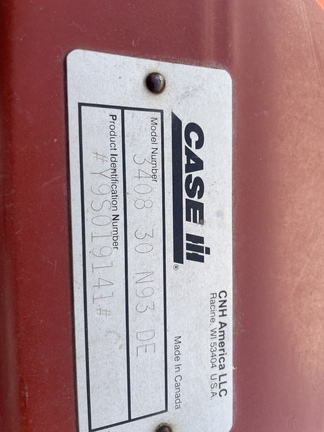 CASE IH®
CNH America LLC
Racine, WI 53404 U.S.A.
Made In Canada
Model Number
3408 30 N93 DE
Product Identification Number
#Y9S019141#